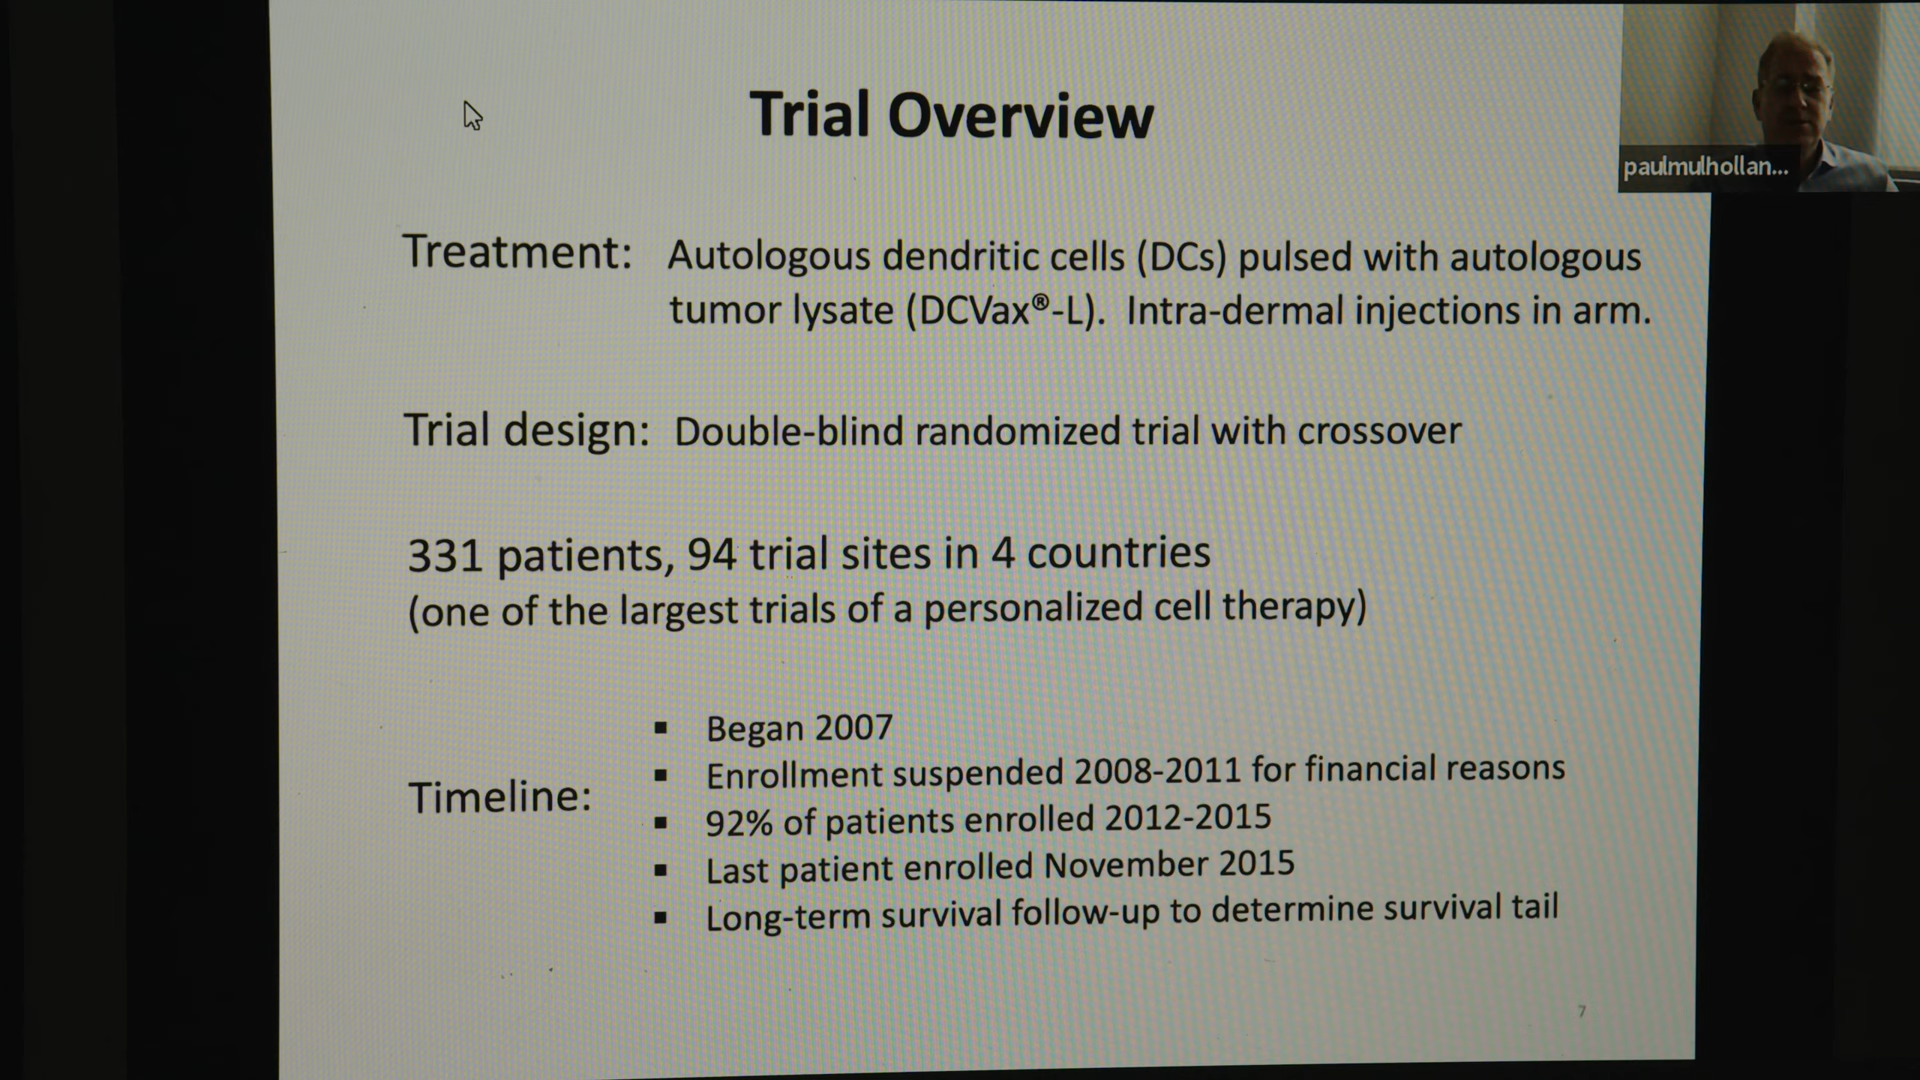 Trial Overview
paulmulhollan...
Treatment: Autologous dendritic cells (DCs) pulsed with autologous
tumor lysate (DCVax®-L). Intra-dermal injections in arm.
Trial design: Double-blind randomized trial with crossover
331 patients, 94 trial sites in 4 countries
(one of the largest trials of a personalized cell therapy)
Timeline:
▪ Began 2007
▪ Enrollment suspended 2008-2011 for financial reasons
▪ 92% of patients enrolled 2012-2015
▪ Last patient enrolled November 2015
▪ Long-term survival follow-up to determine survival tail
7